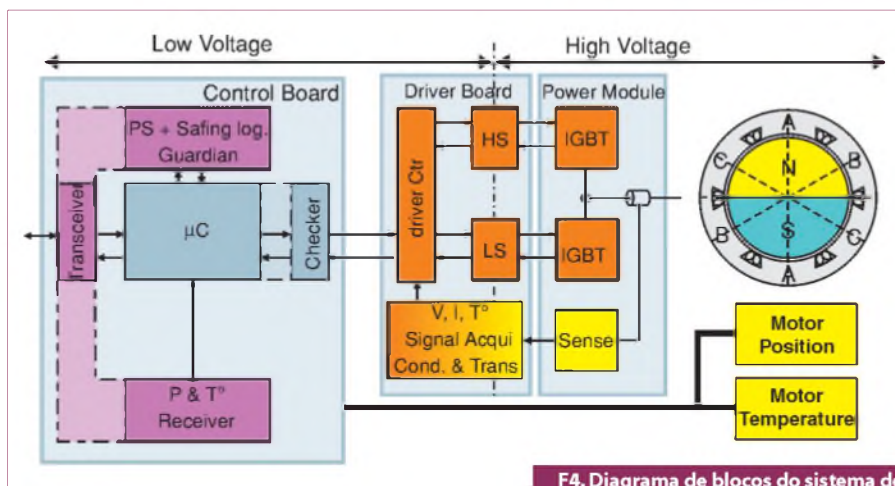 Low Voltage
High Voltage
Control Board
Driver Board
Power Module
PS + Safing log.
Guardian
Transceiver
µC
Checker
driver Ctr
HS
LS
IGBT
IGBT
V, I, T°
Signal Acqui
Cond. & Trans
Sense
P & T°
Receiver
A
B
C
A
B
C
N
S
Motor
Position
Motor
Temperature
F4. Diagrama de blocos do sistema de